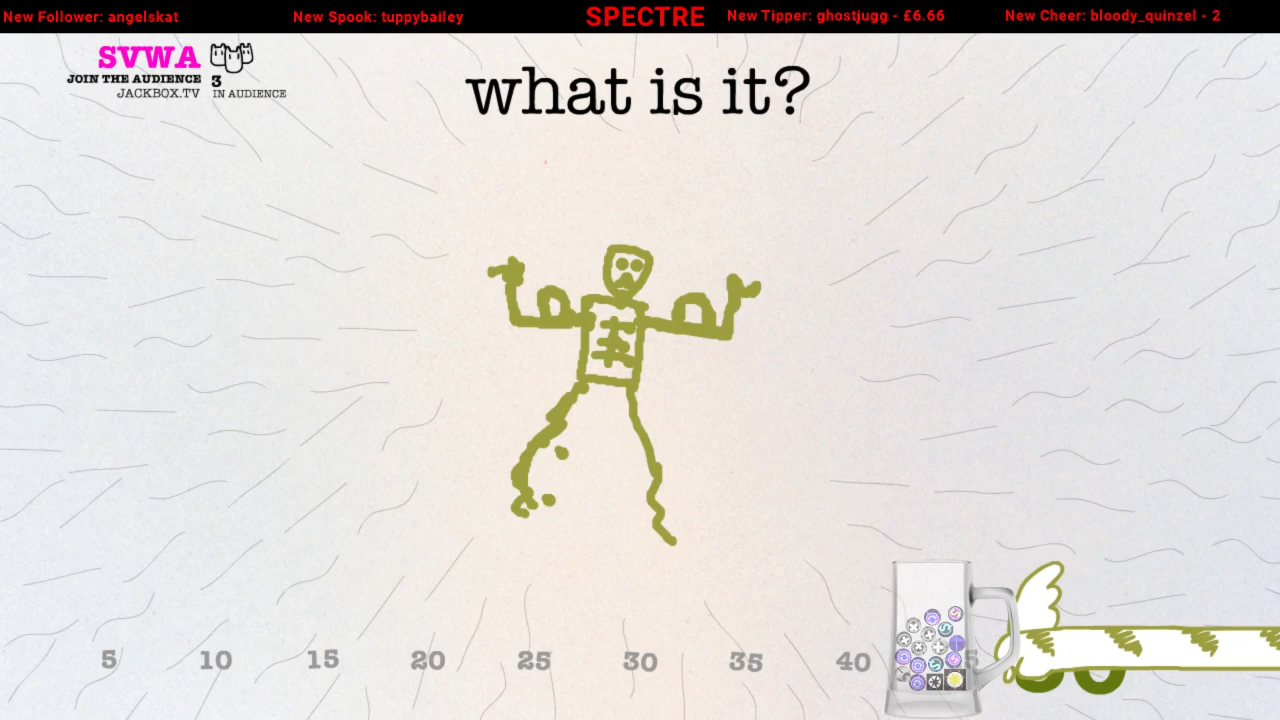 New Follower: angelskat
New Spook: tuppybailey
SPECTRE
New Tipper: ghostjugg - £6.66
New Cheer: bloody_quinzel - 2
SVWA
JOIN THE AUDIENCE
JACKBOX.TV
3
IN AUDIENCE
what is it?
5 10 15 20 25 30 35 40